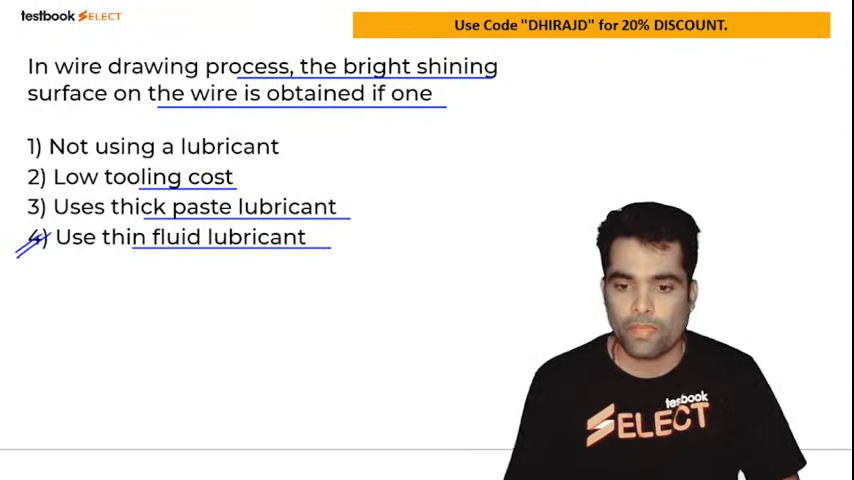 testbook SELECT
Use Code "DHIRAJD" for 20% DISCOUNT.
In wire drawing process, the bright shining
surface on the wire is obtained if one
1) Not using a lubricant
2) Low tooling cost
3) Uses thick paste lubricant
4) Use thin fluid lubricant
testbook
SELECT